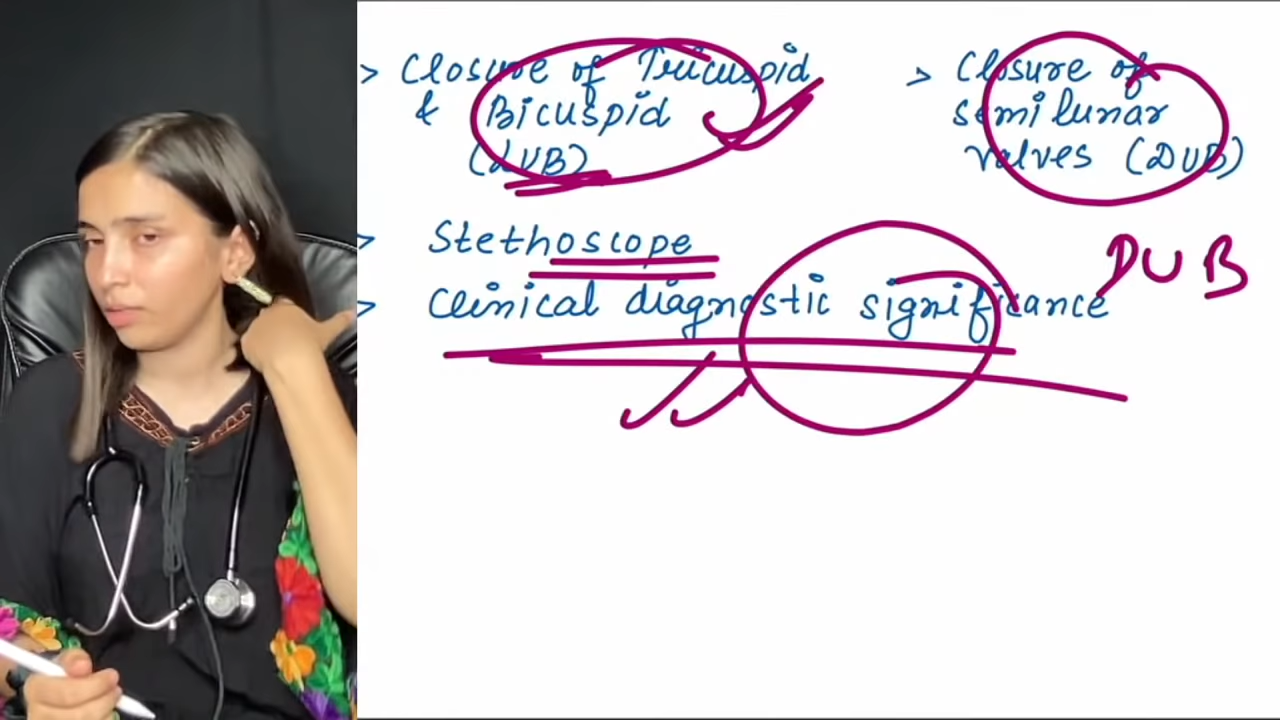 > Closure of Tricuspid
& Bicuspid
(LUB)
> Closure of
semilunar
valves (DUB)
DUB
> Stethoscope
> Clinical diagnostic significance